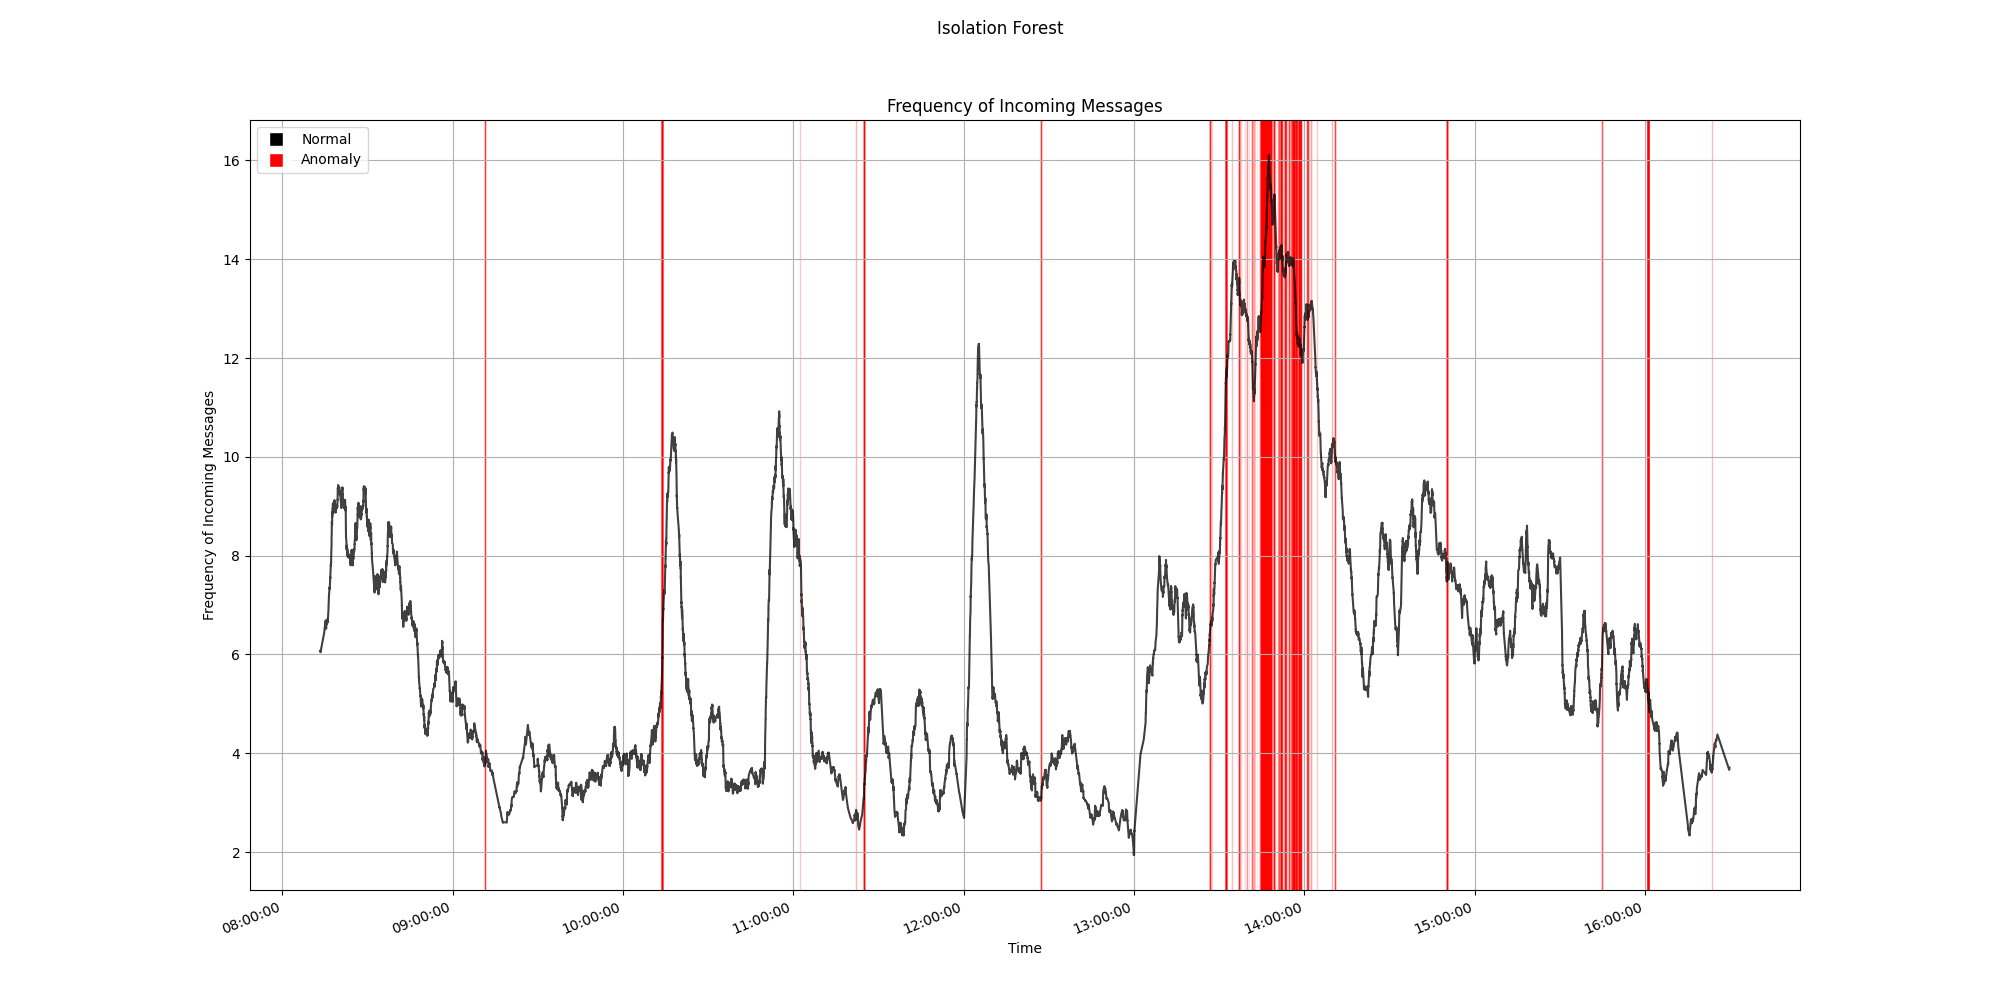 Isolation Forest
Frequency of Incoming Messages
Normal
Anomaly
Frequency of Incoming Messages
16
14
12
10
8
6
4
2
08:00:00
09:00:00
10:00:00
11:00:00
12:00:00
13:00:00
14:00:00
15:00:00
16:00:00
Time